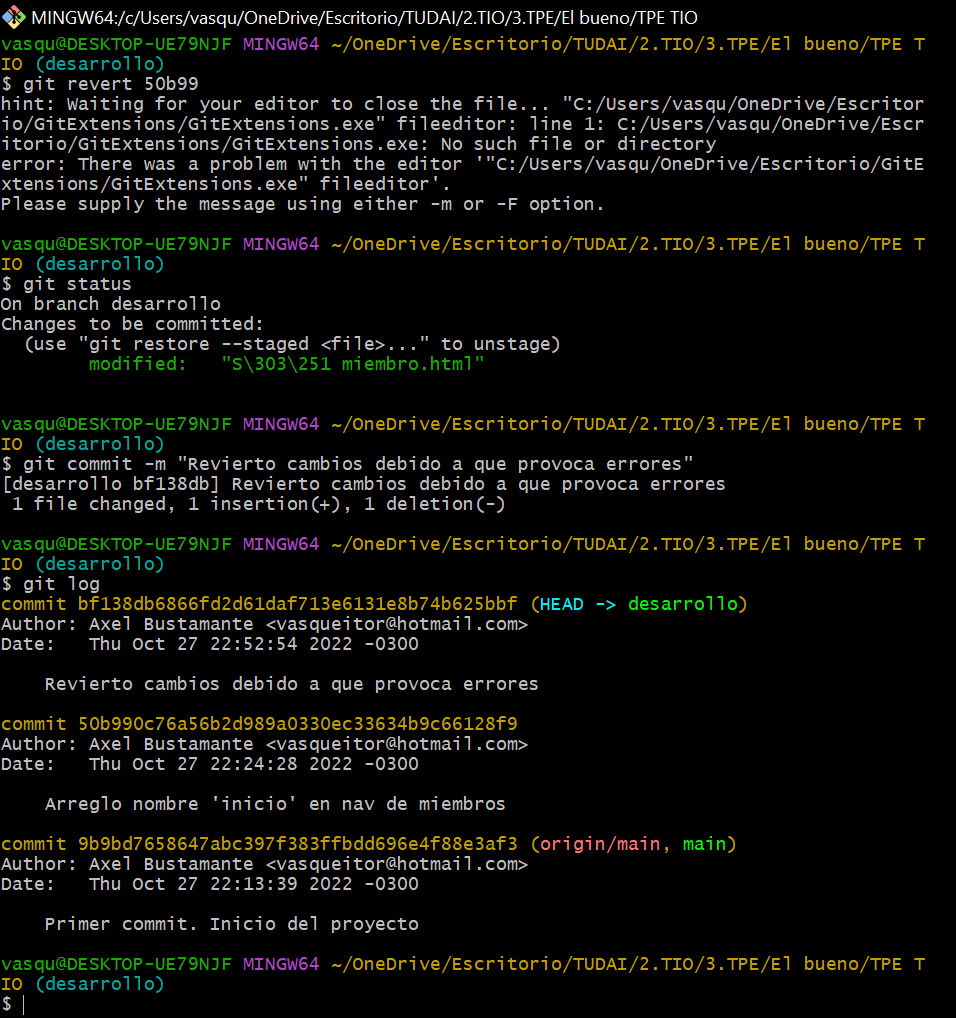 MINGW64:/c/Users/vasqu/OneDrive/Escritorio/TUDAI/2.TIO/3.TPE/El bueno/TPE TIO
vasqu@DESKTOP-UE79NJF MINGW64 ~/OneDrive/Escritorio/TUDAI/2.TIO/3.TPE/El bueno/TPE T
IO (desarrollo)
$ git revert 50b99
hint: Waiting for your editor to close the file... "C:/Users/vasqu/OneDrive/Escritor
io/GitExtensions/GitExtensions.exe" fileeditor: line 1: C:/Users/vasqu/OneDrive/Escr
itorio/GitExtensions/GitExtensions.exe: No such file or directory
error: There was a problem with the editor '"C:/Users/vasqu/OneDrive/Escritorio/GitE
xtensions/GitExtensions.exe" fileeditor'.
Please supply the message using either -m or -F option.
vasqu@DESKTOP-UE79NJF MINGW64 ~/OneDrive/Escritorio/TUDAI/2.TIO/3.TPE/El bueno/TPE T
IO (desarrollo)
$ git status
On branch desarrollo
Changes to be committed:
  (use "git restore --staged <file>..." to unstage)
        modified:   "S\303\251 miembro.html"
vasqu@DESKTOP-UE79NJF MINGW64 ~/OneDrive/Escritorio/TUDAI/2.TIO/3.TPE/El bueno/TPE T
IO (desarrollo)
$ git commit -m "Revierto cambios debido a que provoca errores"
[desarrollo bf138db] Revierto cambios debido a que provoca errores
 1 file changed, 1 insertion(+), 1 deletion(-)
vasqu@DESKTOP-UE79NJF MINGW64 ~/OneDrive/Escritorio/TUDAI/2.TIO/3.TPE/El bueno/TPE T
IO (desarrollo)
$ git log
commit bf138db6866fd2d61daf713e6131e8b74b625bbf (HEAD -> desarrollo)
Author: Axel Bustamante <vasqueitor@hotmail.com>
Date:   Thu Oct 27 22:52:54 2022 -0300
    Revierto cambios debido a que provoca errores
commit 50b990c76a56b2d989a0330ec33634b9c66128f9
Author: Axel Bustamante <vasqueitor@hotmail.com>
Date:   Thu Oct 27 22:24:28 2022 -0300
    Arreglo nombre 'inicio' en nav de miembros
commit 9b9bd7658647abc397f383ffbdd696e4f88e3af3 (origin/main, main)
Author: Axel Bustamante <vasqueitor@hotmail.com>
Date:   Thu Oct 27 22:13:39 2022 -0300
    Primer commit. Inicio del proyecto
vasqu@DESKTOP-UE79NJF MINGW64 ~/OneDrive/Escritorio/TUDAI/2.TIO/3.TPE/El bueno/TPE T
IO (desarrollo)
$